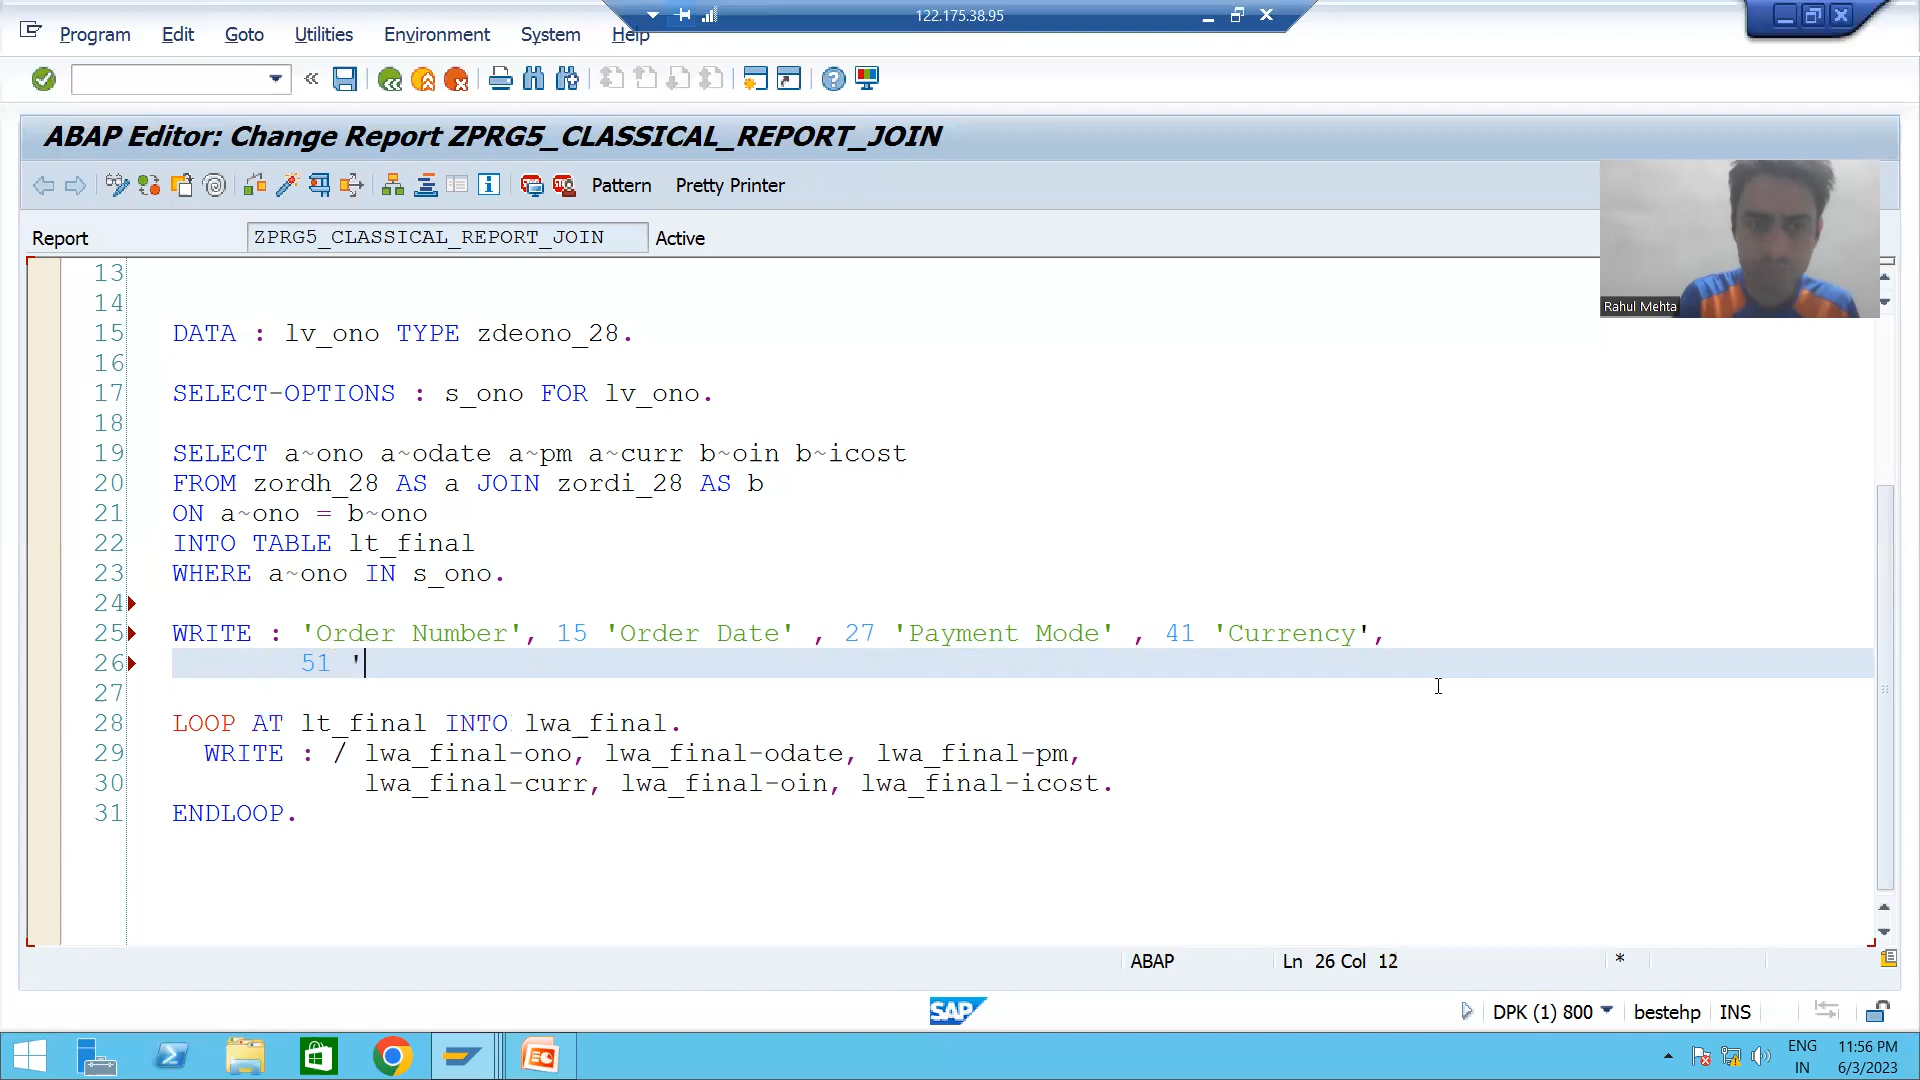 122.175.38.95
Program Edit Goto Utilities Environment System Help
ABAP Editor: Change Report ZPRG5_CLASSICAL_REPORT_JOIN
Pattern Pretty Printer
Report ZPRG5_CLASSICAL_REPORT_JOIN Active
Rahul Mehta
13
14
15 DATA : lv_ono TYPE zdeono_28.
16
17 SELECT-OPTIONS : s_ono FOR lv_ono.
18
19 SELECT a~ono a~odate a~pm a~curr b~oin b~icost
20 FROM zordh_28 AS a JOIN zordi_28 AS b
21 ON a~ono = b~ono
22 INTO TABLE lt_final
23 WHERE a~ono IN s_ono.
24
25 WRITE : 'Order Number', 15 'Order Date' , 27 'Payment Mode' , 41 'Currency',
26 51 '
27
28 LOOP AT lt_final INTO lwa_final.
29 WRITE : / lwa_final-ono, lwa_final-odate, lwa_final-pm,
30 lwa_final-curr, lwa_final-oin, lwa_final-icost.
31 ENDLOOP.
ABAP Ln 26 Col 12 *
SAP DPK (1) 800 bestehp INS
ENG 11:56 PM
IN 6/3/2023